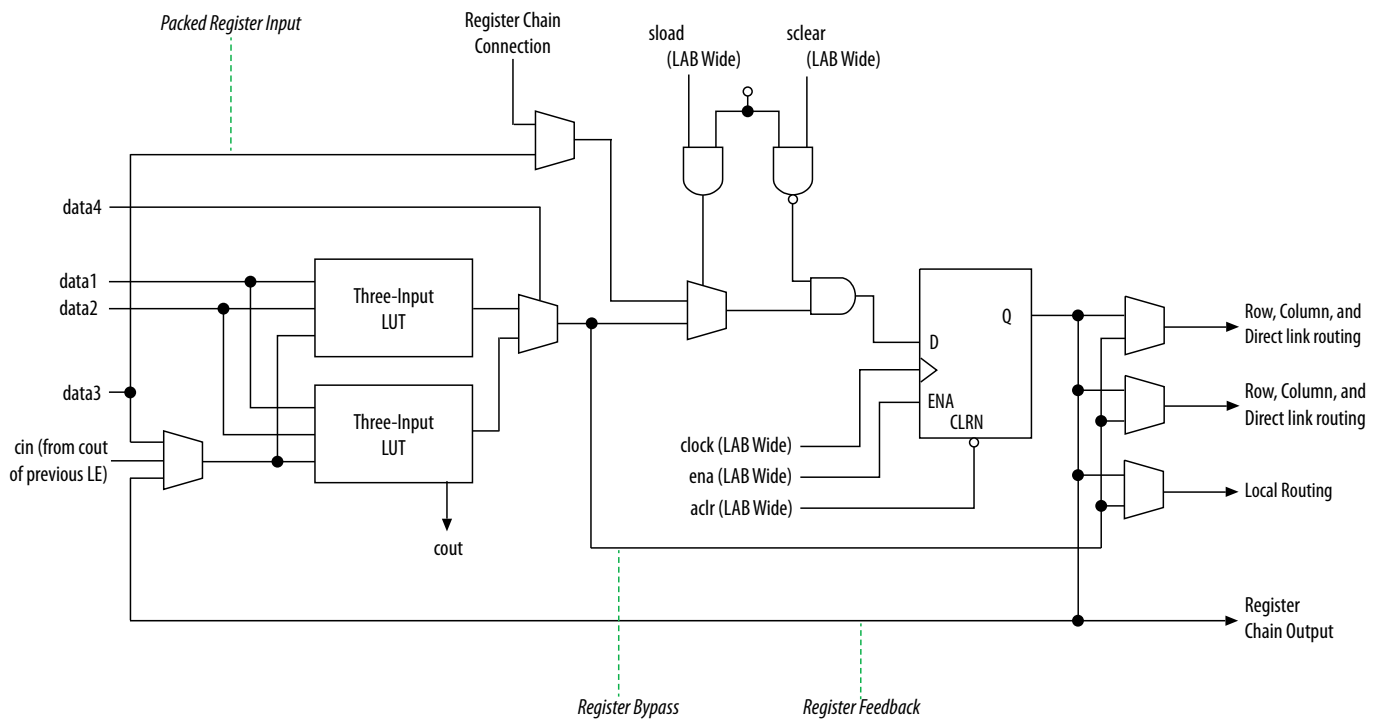 Packed Register Input
Register Chain
Connection
sload
(LAB Wide)
sclear
(LAB Wide)
data4
data1
data2
data3
cin (from cout
of previous LE)
Three-Input
LUT
Three-Input
LUT
cout
Q
D
ENA
CLRN
clock (LAB Wide)
ena (LAB Wide)
aclr (LAB Wide)
Row, Column, and
Direct link routing
Row, Column, and
Direct link routing
Local Routing
Register
Chain Output
Register Bypass
Register Feedback